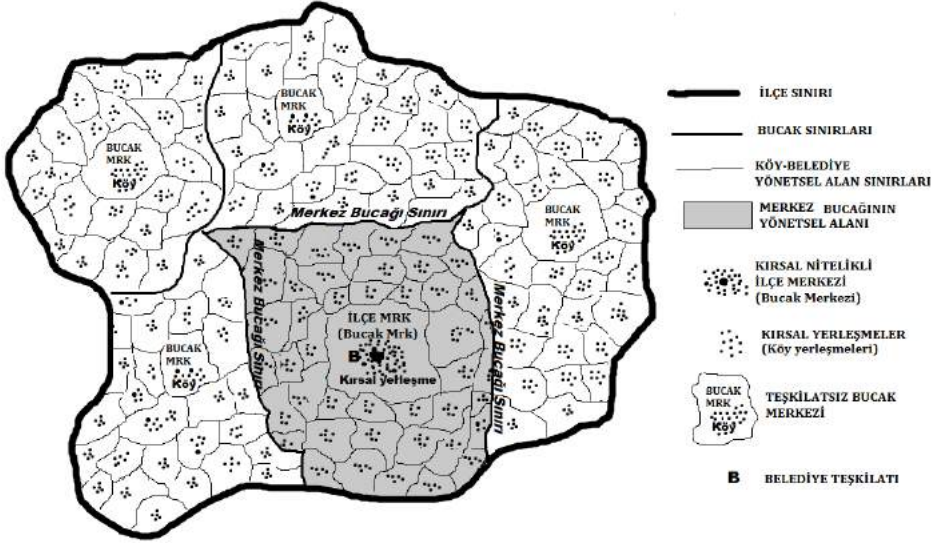 BUCAK
MRK
Köy
BUCAK
MRK
Köy
Merkez Bucağı Sınırı
BUCAK
MRK
Köy
Merkez Bucağı Sınırı
İLÇE MRK
(Bucak Mrk)
B
Kırsal yerleşme
Merkez Bucağı Sınırı
BUCAK
MRK
Köy
İLÇE SINIRI
BUCAK SINIRLARI
KÖY-BELEDİYE
YÖNETSEL ALAN SINIRLARI
MERKEZ BUCAĞININ
YÖNETSEL ALANI
KIRSAL NİTELİKLİ
İLÇE MERKEZİ
(Bucak Merkezi)
KIRSAL YERLEŞMELER
(Köy yerleşmeleri)
BUCAK
MRK
Köy
TEŞKİLATSIZ BUCAK
MERKEZİ
B
BELEDİYE TEŞKİLATI